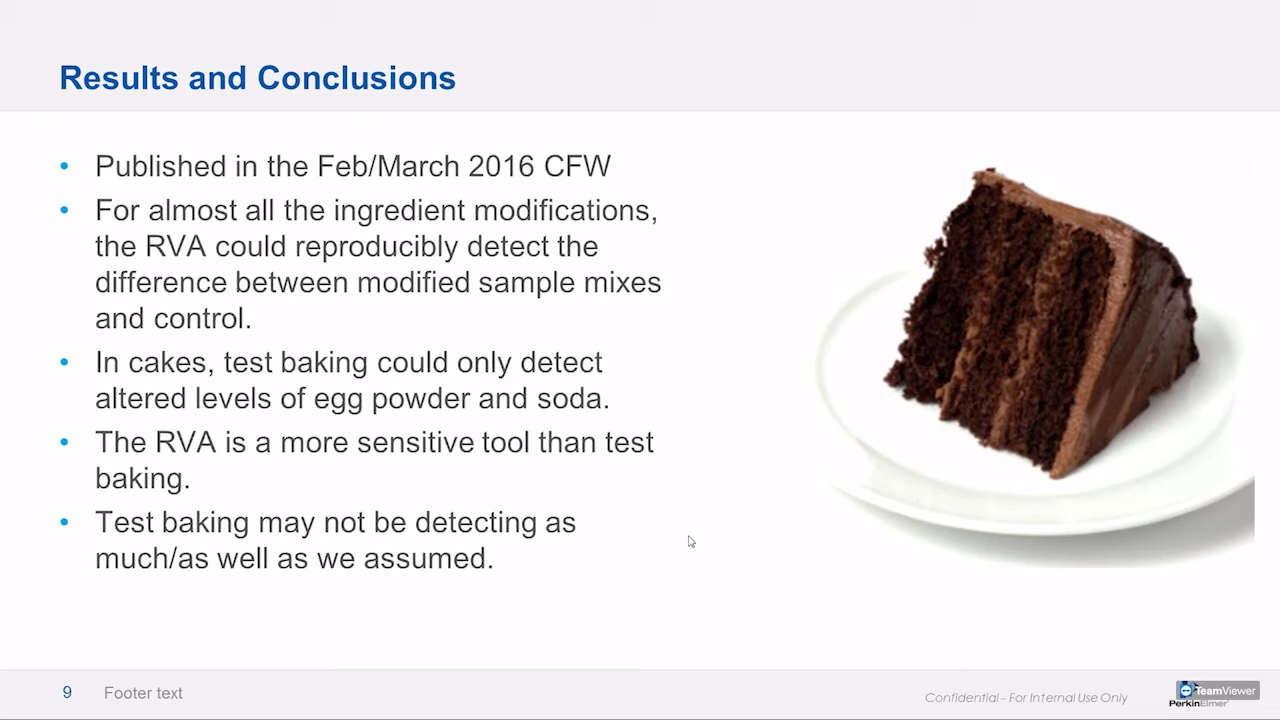 Results and Conclusions
• Published in the Feb/March 2016 CFW
• For almost all the ingredient modifications,
the RVA could reproducibly detect the
difference between modified sample mixes
and control.
• In cakes, test baking could only detect
altered levels of egg powder and soda.
• The RVA is a more sensitive tool than test
baking.
• Test baking may not be detecting as
much/as well as we assumed.
9 Footer text
Confidential – For Internal Use Only
TeamViewer
PerkinElmer